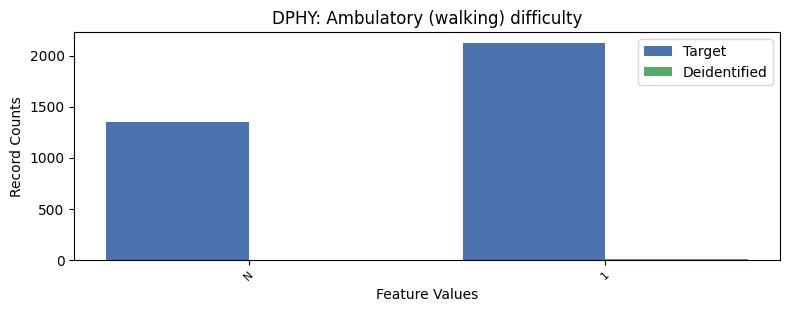 DPHY: Ambulatory (walking) difficulty
Target
Deidentified
Record Counts
2000
1500
1000
500
0
N
1
Feature Values